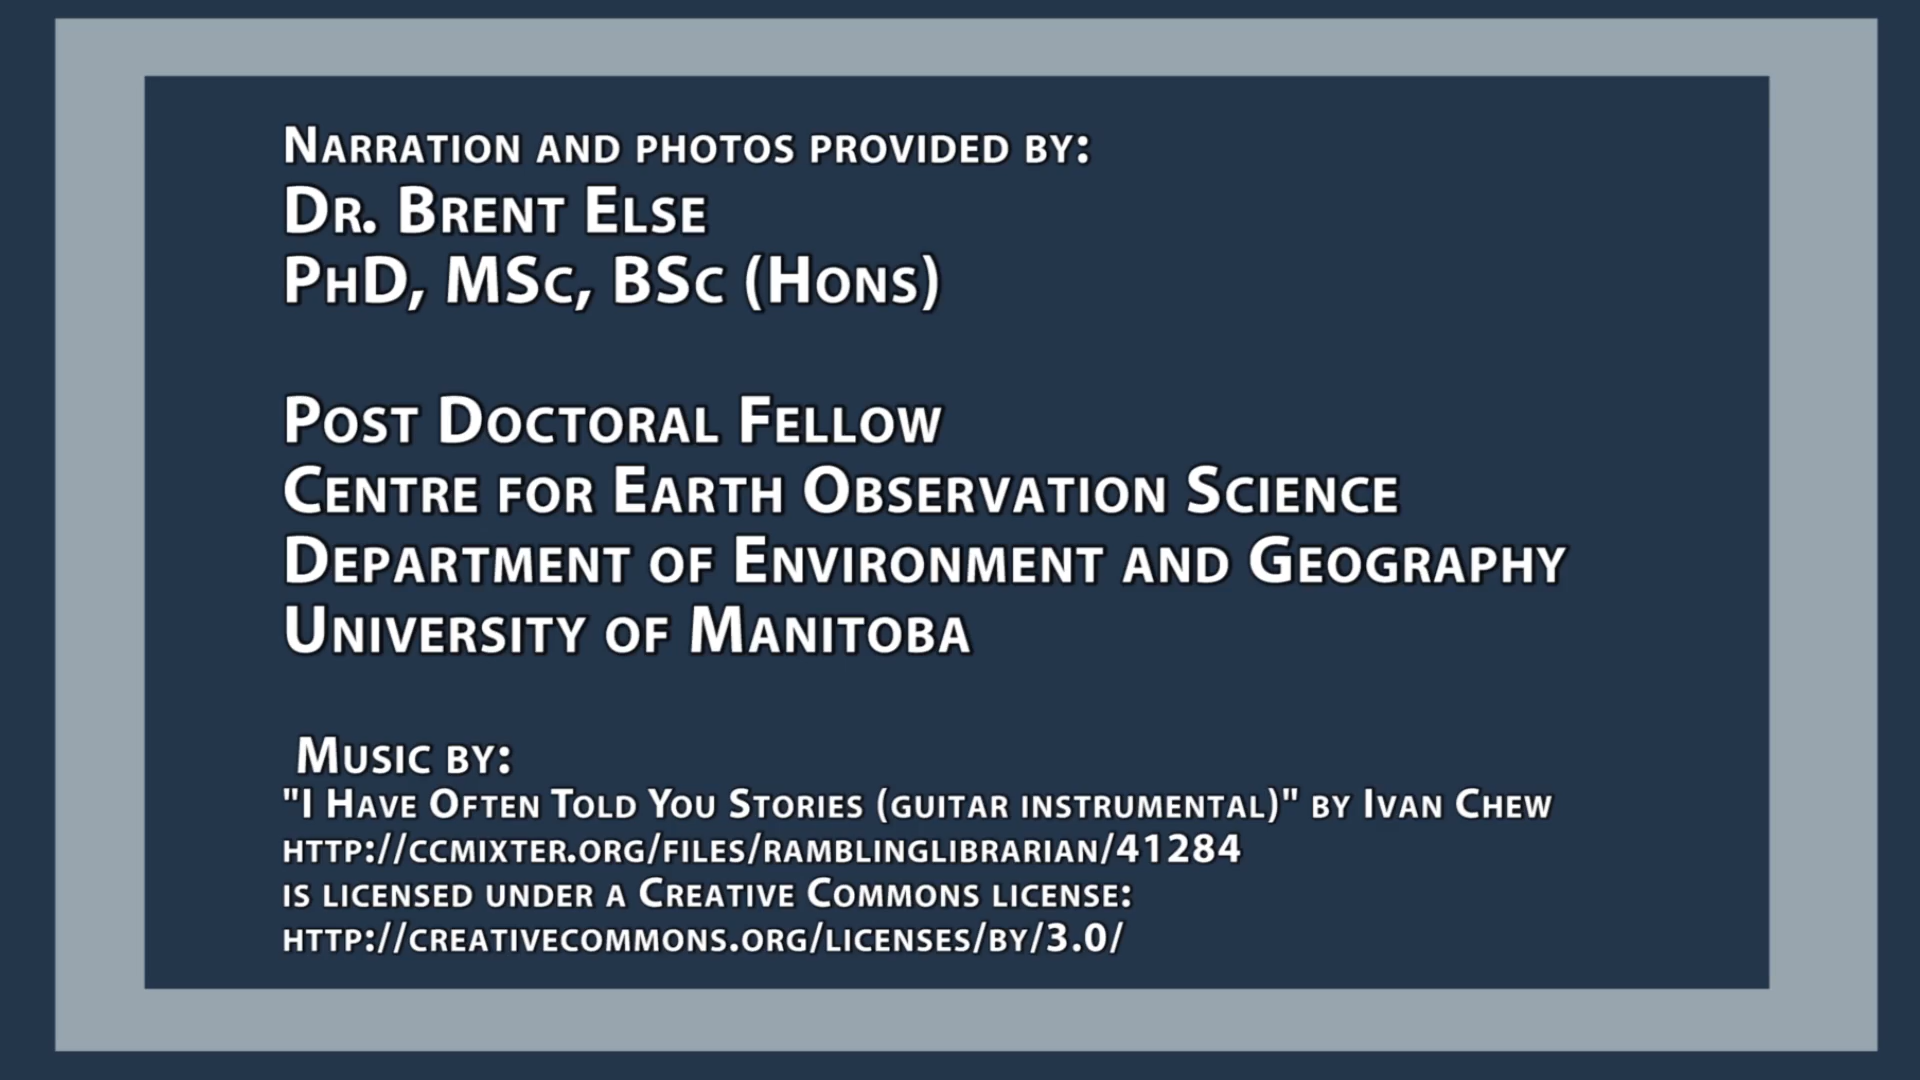 Narration and photos provided by:
Dr. Brent Else
PhD, MSc, BSc (Hons)
Post Doctoral Fellow
Centre for Earth Observation Science
Department of Environment and Geography
University of Manitoba
Music by:
"I Have Often Told You Stories (guitar instrumental)" by Ivan Chew
http://ccmixter.org/files/ramblinglibrarian/41284
is licensed under a Creative Commons license:
http://creativecommons.org/licenses/by/3.0/